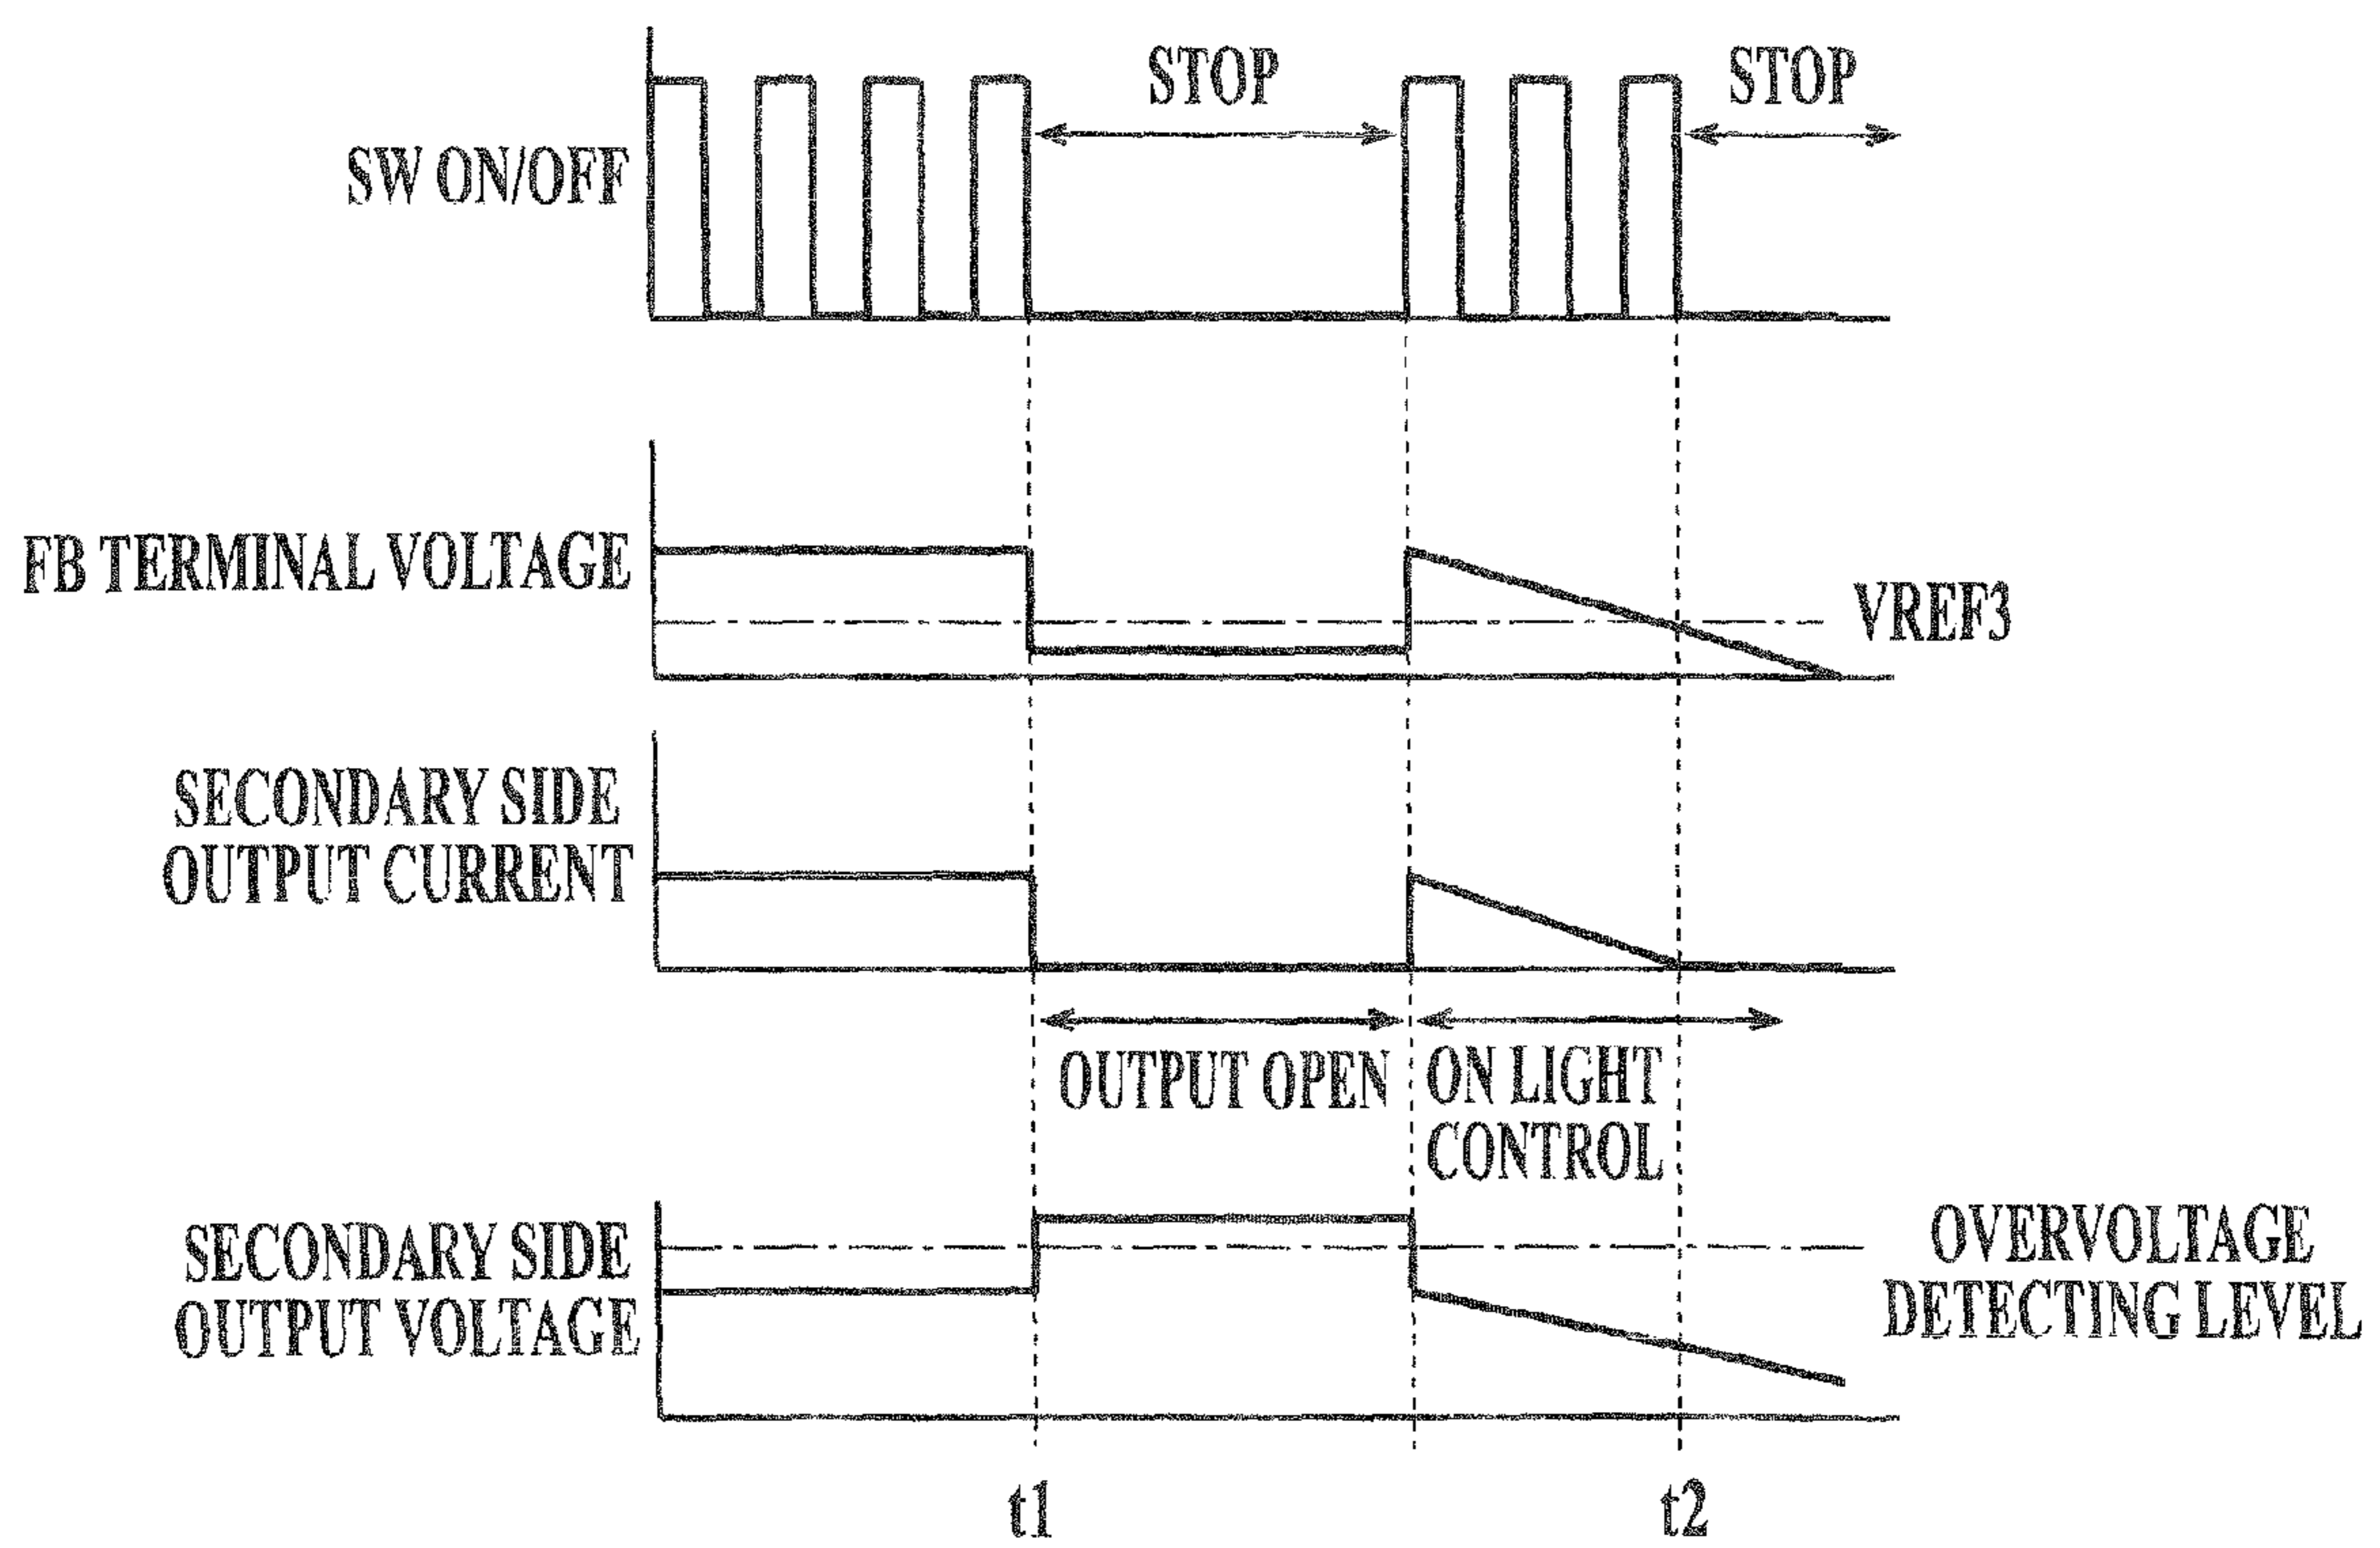 STOP
STOP
SW ON/OFF
FB TERMINAL VOLTAGE
VREF3
SECONDARY SIDE
OUTPUT CURRENT
OUTPUT OPEN
ON LIGHT
CONTROL
SECONDARY SIDE
OUTPUT VOLTAGE
OVERVOLTAGE
DETECTING LEVEL
t1
t2